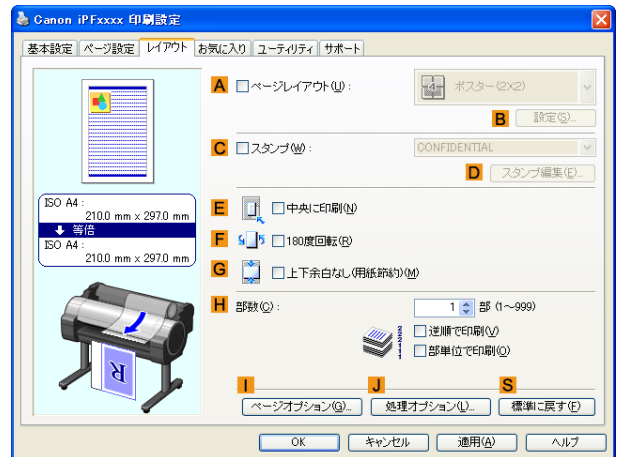 Canon iPFxxxx 印刷設定
基本設定 ページ設定 レイアウト お気に入り ユーティリティ サポート
A ページレイアウト(U): ポスター(2X2)
B 設定(S)...
C スタンプ(W): CONFIDENTIAL
D スタンプ編集(E)...
ISO A4:
210.0 mm x 297.0 mm
等倍
ISO A4:
210.0 mm x 297.0 mm
E 中央に印刷(N)
F 180度回転(R)
G 上下余白なし(用紙節約)(M)
H 部数(C): 1 部 (1～999)
逆順で印刷(V)
部単位で印刷(O)
I J S
ページオプション(G)... 処理オプション(L)... 標準に戻す(F)
OK キャンセル 適用(A) ヘルプ